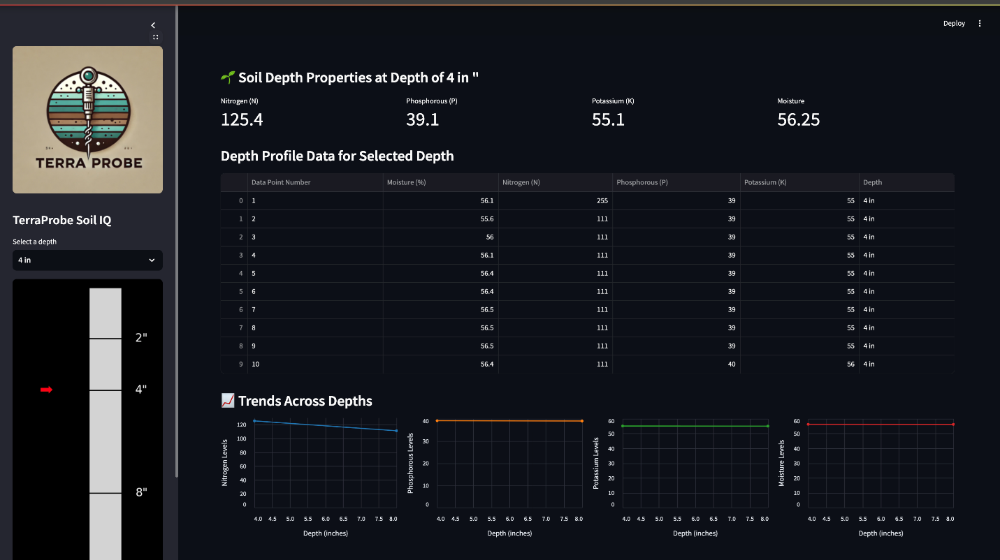 Deploy
TERRA PROBE
TerraProbe Soil IQ
Select a depth
4 in
2"
4"
8"
🌱 Soil Depth Properties at Depth of 4 in "
Nitrogen (N) Phosphorous (P) Potassium (K) Moisture
125.4 39.1 55.1 56.25
Depth Profile Data for Selected Depth
Data Point Number Moisture (%) Nitrogen (N) Phosphorous (P) Potassium (K) Depth
0 1 56.1 255 39 55 4 in
1 2 55.6 111 39 55 4 in
2 3 56 111 39 55 4 in
3 4 56.1 111 39 55 4 in
4 5 56.4 111 39 55 4 in
5 6 56.4 111 39 55 4 in
6 7 56.5 111 39 55 4 in
7 8 56.5 111 39 55 4 in
8 9 56.5 111 39 55 4 in
9 10 56.4 111 40 56 4 in
📈 Trends Across Depths
Nitrogen Levels
120
100
80
60
40
20
0
4.0 4.5 5.0 5.5 6.0 6.5 7.0 7.5 8.0
Depth (inches)
Phosphorous Levels
40
30
20
10
0
4.0 4.5 5.0 5.5 6.0 6.5 7.0 7.5 8.0
Depth (inches)
Potassium Levels
60
50
40
30
20
10
0
4.0 4.5 5.0 5.5 6.0 6.5 7.0 7.5 8.0
Depth (inches)
Moisture Levels
60
50
40
30
20
10
0
4.0 4.5 5.0 5.5 6.0 6.5 7.0 7.5 8.0
Depth (inches)